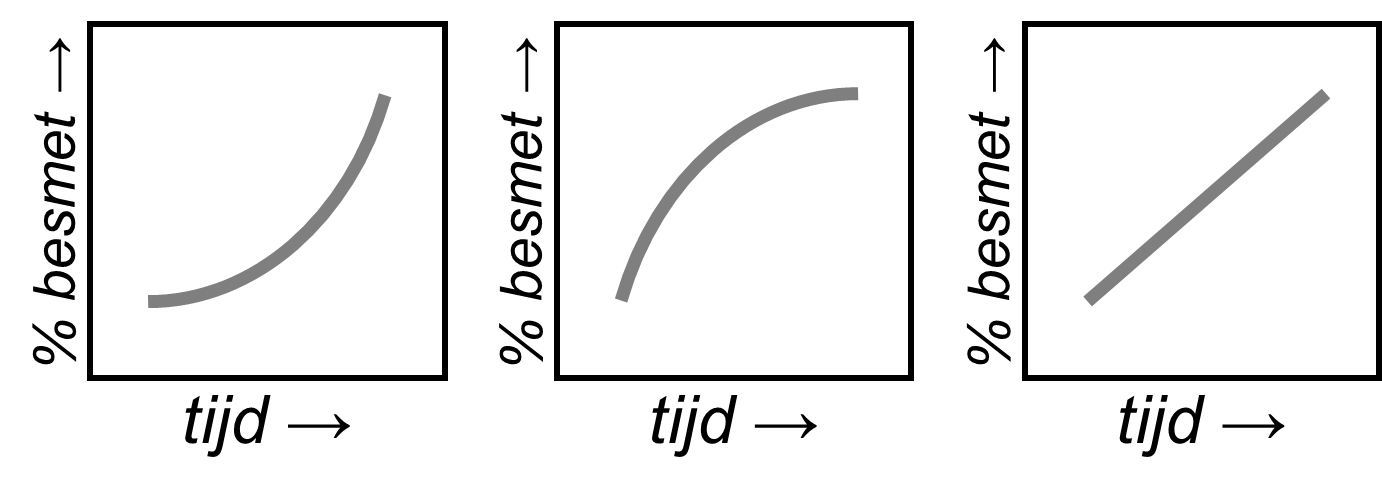 % besmet →
tijd →
% besmet →
tijd →
% besmet →
tijd →